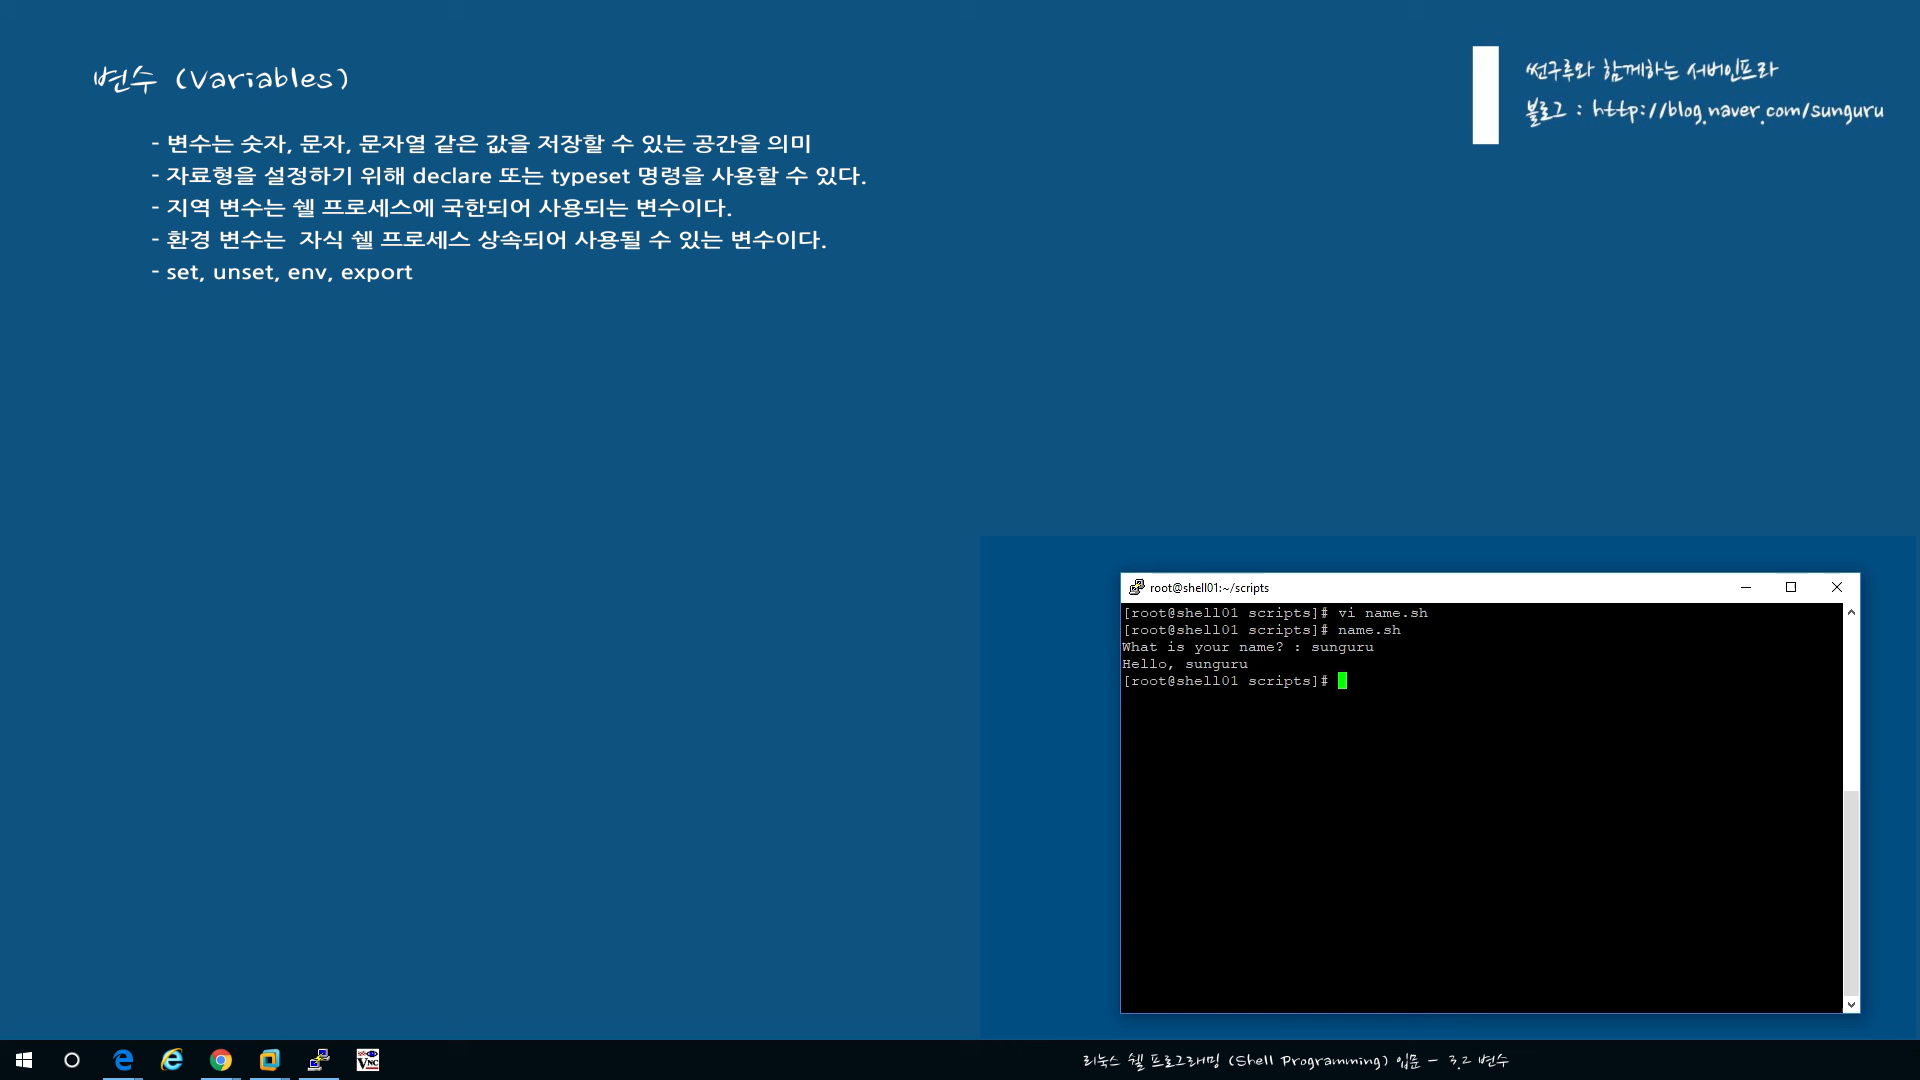 변수 (Variables)
- 변수는 숫자, 문자, 문자열 같은 값을 저장할 수 있는 공간을 의미
- 자료형을 설정하기 위해 declare 또는 typeset 명령을 사용할 수 있다.
- 지역 변수는 쉘 프로세스에 국한되어 사용되는 변수이다.
- 환경 변수는  자식 쉘 프로세스 상속되어 사용될 수 있는 변수이다.
- set, unset, env, export
썬구루와 함께하는 서버인프라
블로그 : http://blog.naver.com/sunguru
root@shell01:~/scripts
[root@shell01 scripts]# vi name.sh
[root@shell01 scripts]# name.sh
What is your name? : sunguru
Hello, sunguru
[root@shell01 scripts]#
VNC
리눅스 쉘 프로그래밍 (Shell Programming) 입문 - 3.2 변수